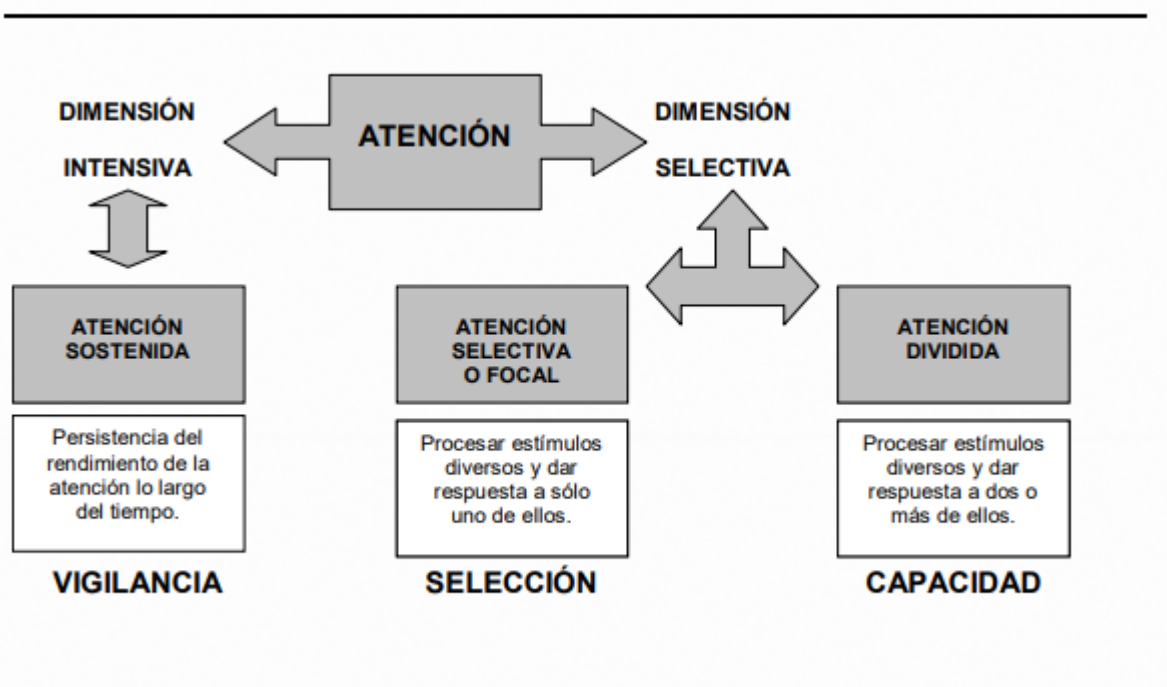 DIMENSIÓN
INTENSIVA
ATENCIÓN
DIMENSIÓN
SELECTIVA
ATENCIÓN
SOSTENIDA
Persistencia del
rendimiento de la
atención lo largo
del tiempo.
VIGILANCIA
ATENCIÓN
SELECTIVA
O FOCAL
Procesar estímulos
diversos y dar
respuesta a sólo
uno de ellos.
SELECCIÓN
ATENCIÓN
DIVIDIDA
Procesar estímulos
diversos y dar
respuesta a dos o
más de ellos.
CAPACIDAD